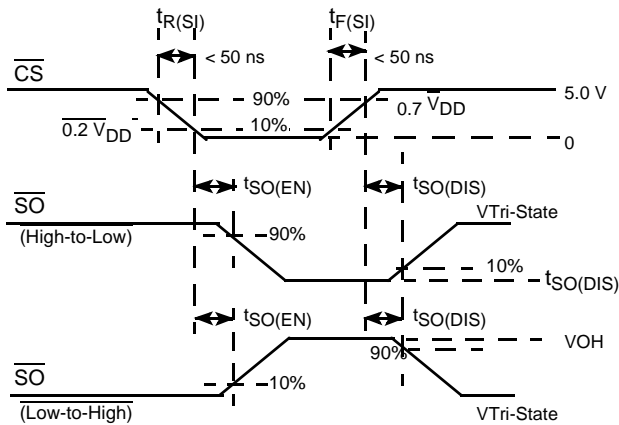 tR(SI) tF(SI)
< 50 ns < 50 ns
CS
90% 0.7 VDD 5.0 V
0.2 VDD 10% 0
tSO(EN) tSO(DIS)
SO VTri-State
(High-to-Low) 90%
10% tSO(DIS)
tSO(EN) tSO(DIS)
VOH
90%
SO 10%
(Low-to-High) VTri-State